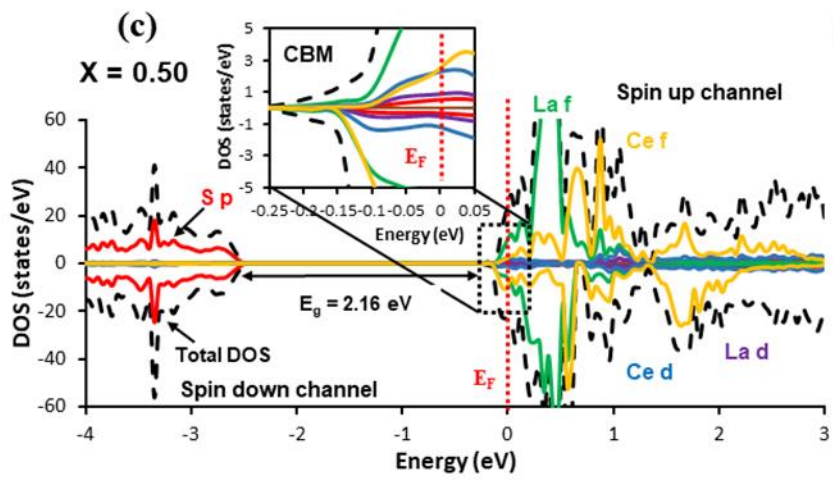 (c)
X = 0.50
DOS (states/eV)
60
40
20
0
-20
-40
-60
-4
-3
-2
-1
0
1
2
3
Energy (eV)
S p
Total DOS
Spin down channel
E_g = 2.16 eV
E_F
La f
Spin up channel
Ce f
Ce d
La d
CBM
DOS (states/eV)
5
3
1
-1
-3
-5
-0.25
-0.2
-0.15
-0.1
-0.05
0
0.05
Energy (eV)
E_F